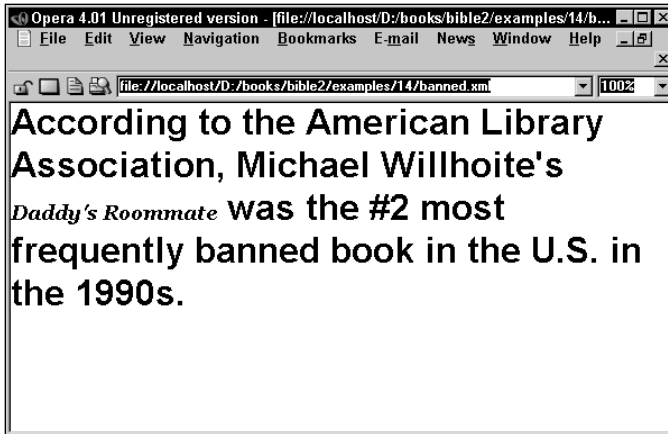 Opera 4.01 Unregistered version - [file://localhost/D:/books/bible2/examples/14/b...
File Edit View Navigation Bookmarks E-mail News Window Help
file://localhost/D:/books/bible2/examples/14/banned.xml 100%
According to the American Library
Association, Michael Willhoite's
Daddy's Roommate was the #2 most
frequently banned book in the U.S. in
the 1990s.